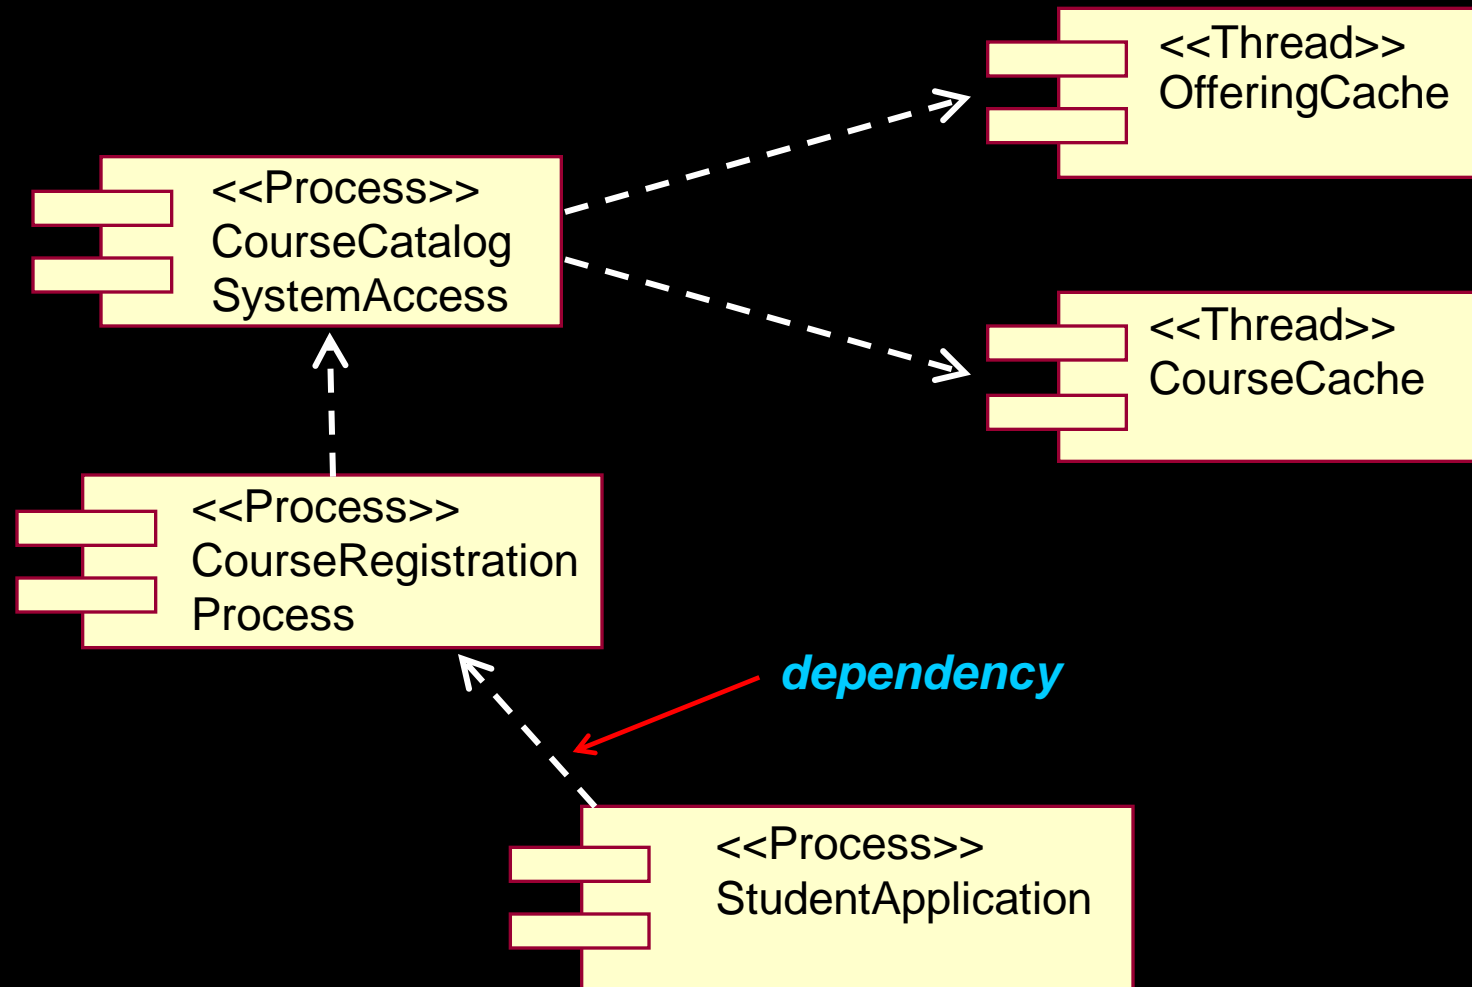 <<Thread>>
OfferingCache
<<Process>>
CourseCatalog
SystemAccess
<<Thread>>
CourseCache
<<Process>>
CourseRegistration
Process
dependency
<<Process>>
StudentApplication